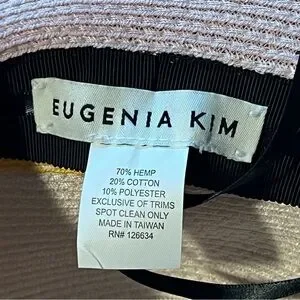 EUGENIA KIM
70% HEMP
20% COTTON
10% POLYESTER
EXCLUSIVE OF TRIMS
SPOT CLEAN ONLY
MADE IN TAIWAN
RN# 126634